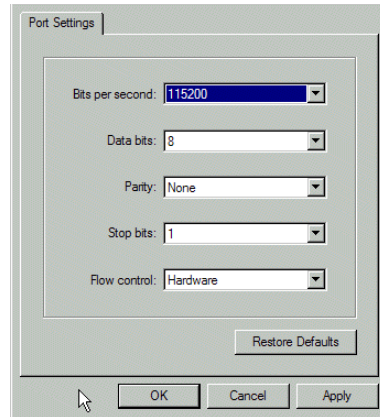 Port Settings
Bits per second: 115200
Data bits: 8
Parity: None
Stop bits: 1
Flow control: Hardware
Restore Defaults
OK Cancel Apply